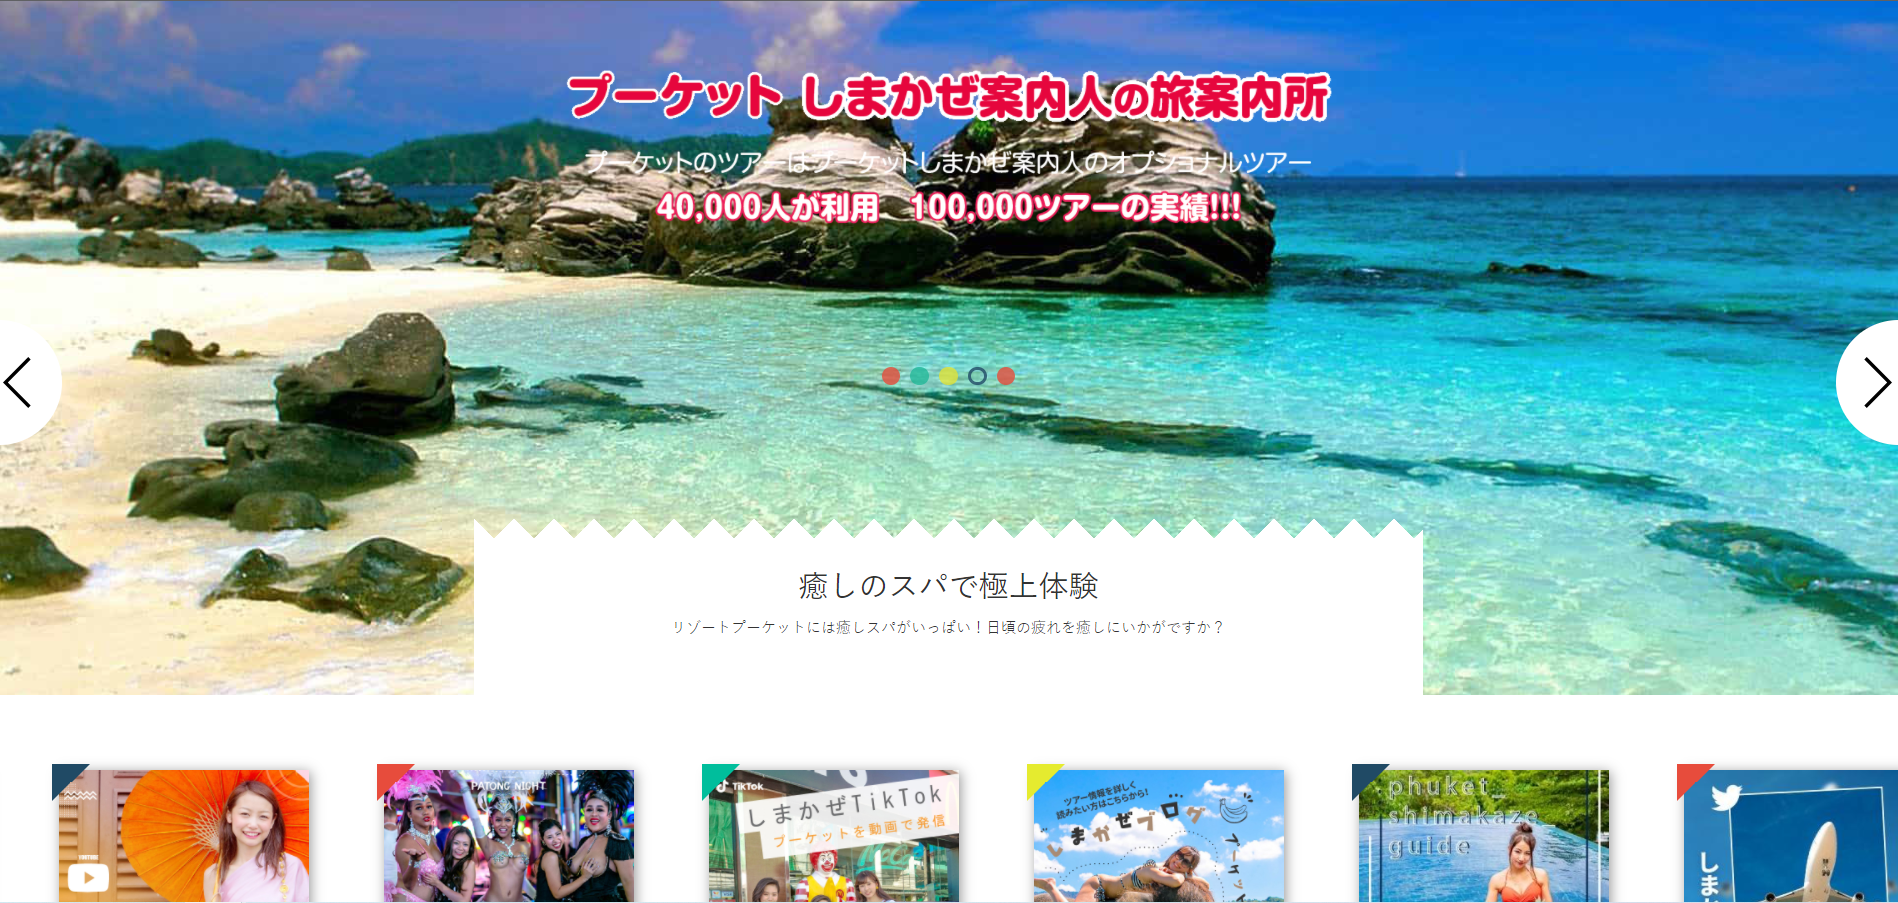 プーケット しまかぜ案内人の旅案内所
プーケットのツアーはプーケットしまかぜ案内人のオプショナルツアー
40,000人が利用　100,000ツアーの実績!!!
癒しのスパで極上体験
リゾートプーケットには癒しスパがいっぱい！日頃の疲れを癒しにいかがですか？
YOUTUBE
PATONG NIGHT
TikTok
しまかぜTikTok
プーケットを動画で発信
ツアー情報を詳しく
読みたい方はこちらから!
しまかぜブログ
プーケット
phuket_
shimakaze_
guide
しま